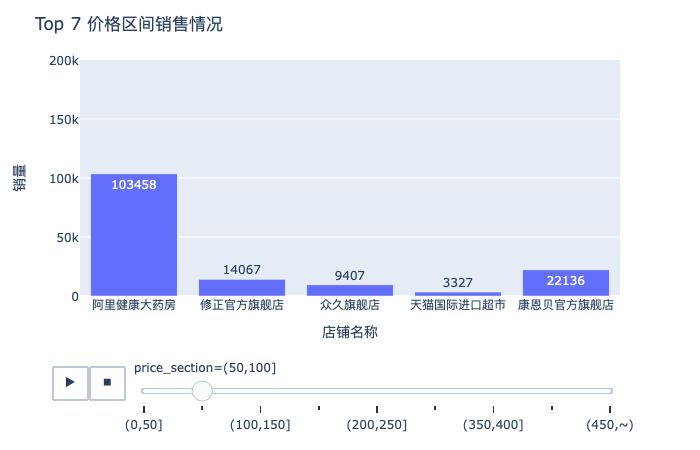 Top 7 价格区间销售情况
200k
150k
100k
50k
0
销量
103458
14067
9407
3327
22136
阿里健康大药房
修正官方旗舰店
众久旗舰店
天猫国际进口超市
康恩贝官方旗舰店
店铺名称
price_section=(50,100]
(0,50]
(100,150]
(200,250]
(350,400]
(450,~)